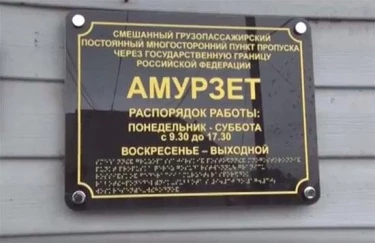 СМЕШАННЫЙ ГРУЗОПАССАЖИРСКИЙ
ПОСТОЯННЫЙ МНОГОСТОРОННИЙ ПУНКТ ПРОПУСКА
ЧЕРЕЗ ГОСУДАРСТВЕННУЮ ГРАНИЦУ
РОССИЙСКОЙ ФЕДЕРАЦИИ
АМУРЗЕТ
РАСПОРЯДОК РАБОТЫ:
ПОНЕДЕЛЬНИК - СУББОТА
с 9.30 до 17.30
ВОСКРЕСЕНЬЕ – ВЫХОДНОЙ